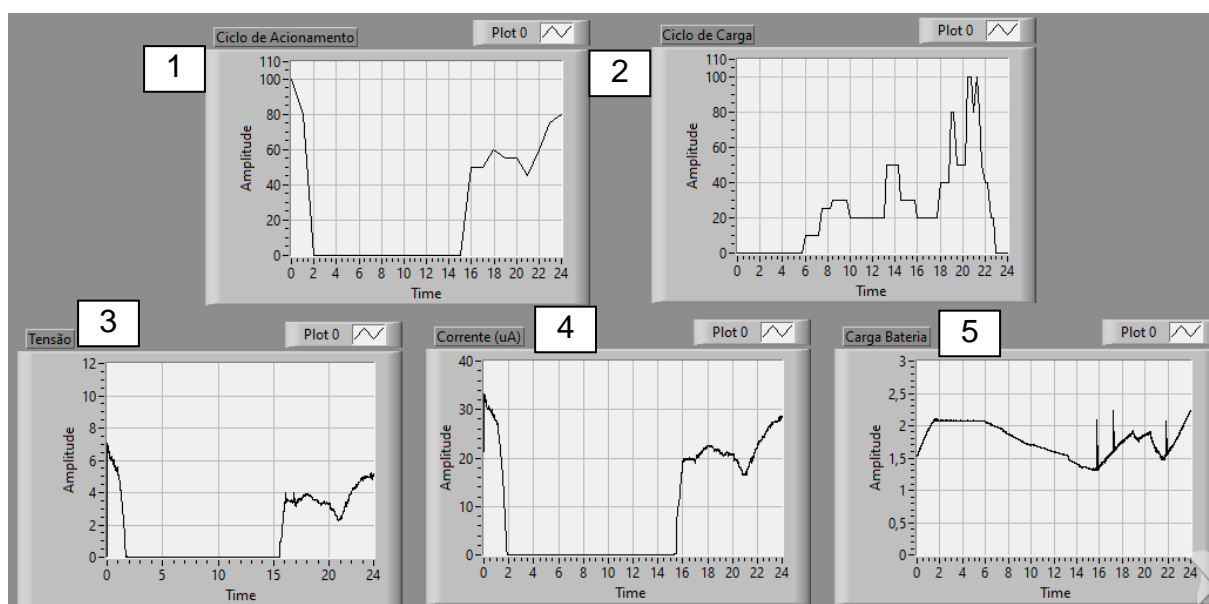 1
Ciclo de Acionamento
Plot 0
Amplitude
110
100
80
60
40
20
0
0 2 4 6 8 10 12 14 16 18 20 22 24
Time
2
Ciclo de Carga
Plot 0
Amplitude
110
100
80
60
40
20
0
0 2 4 6 8 10 12 14 16 18 20 22 24
Time
3
Tensão
Plot 0
Amplitude
12
10
8
6
4
2
0
0 5 10 15 20 24
Time
4
Corrente (uA)
Plot 0
Amplitude
40
30
20
10
0
0 2 4 6 8 10 12 14 16 18 20 22 24
Time
5
Carga Bateria
Plot 0
Amplitude
3
2,5
2
1,5
1
0,5
0
0 2 4 6 8 10 12 14 16 18 20 22 24
Time